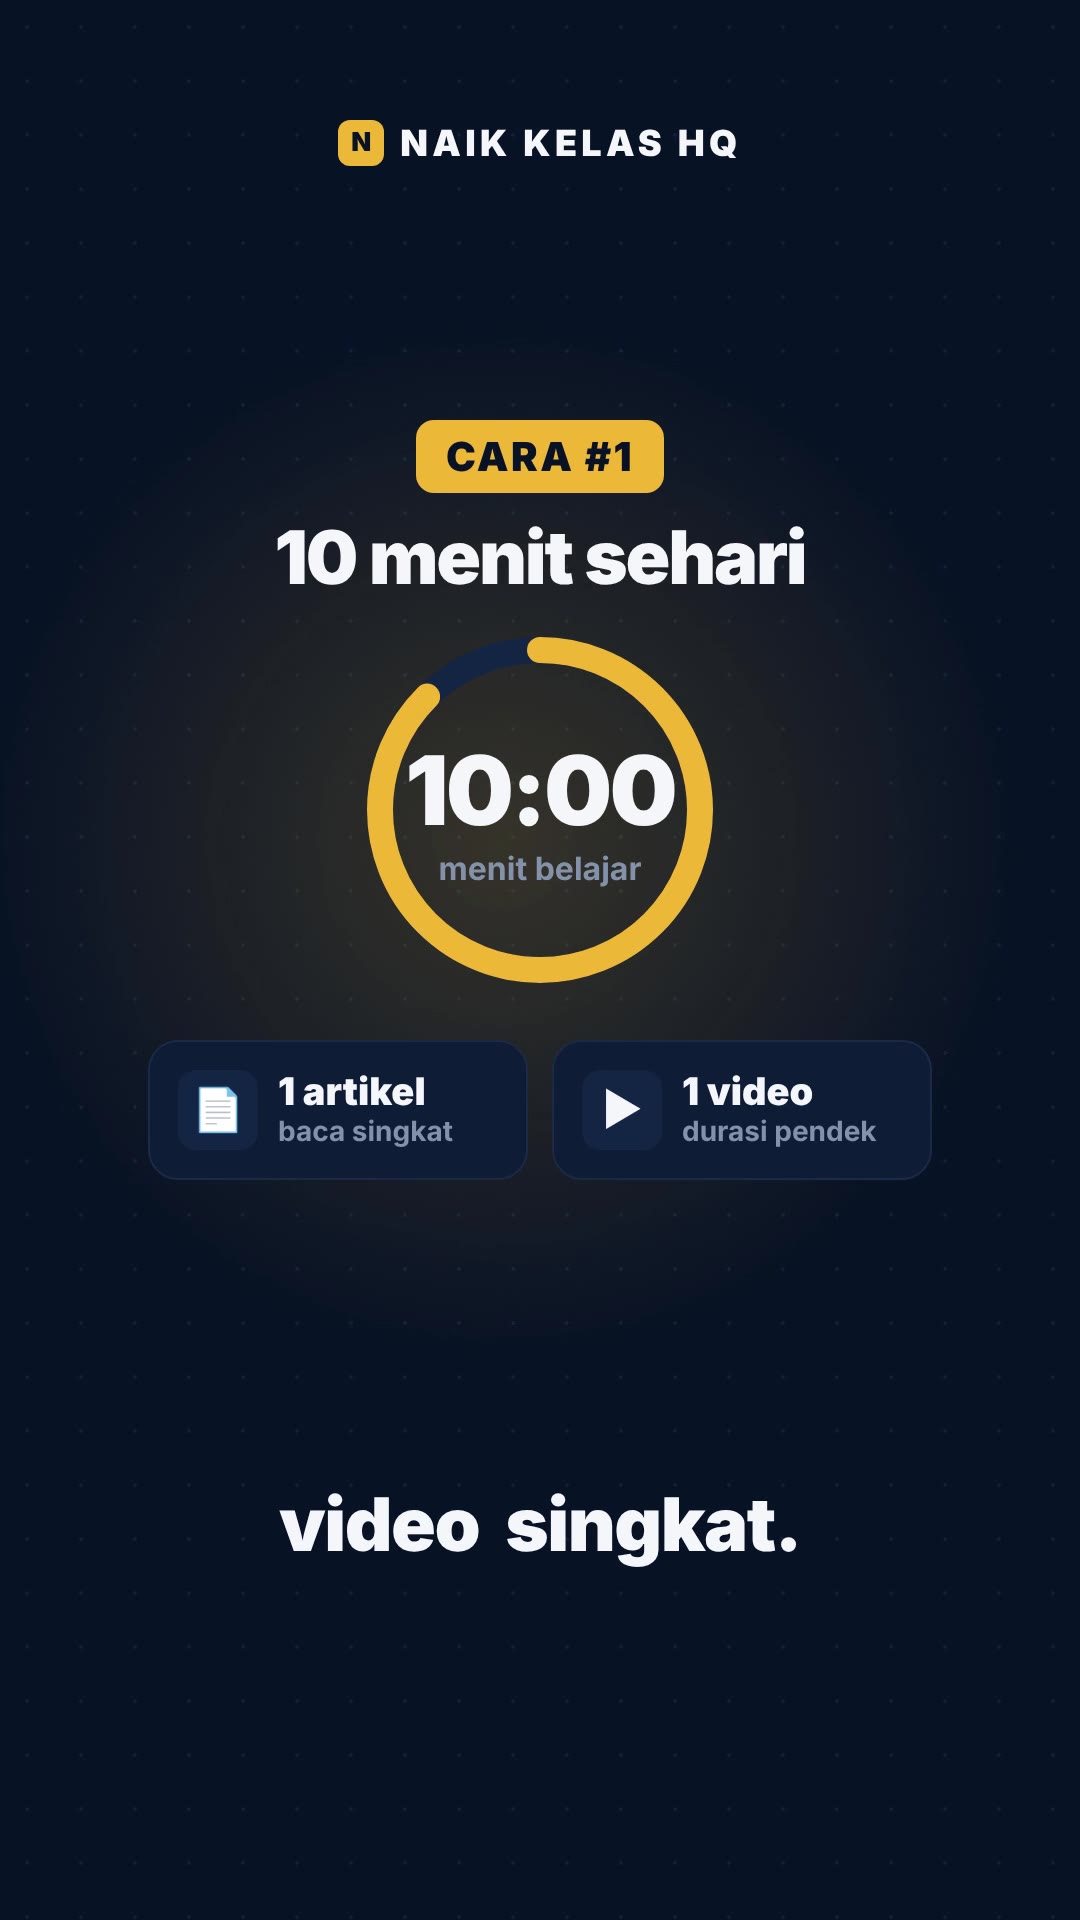 N NAIK KELAS HQ
CARA #1
10 menit sehari
10:00
menit belajar
1 artikel
baca singkat
1 video
durasi pendek
video singkat.